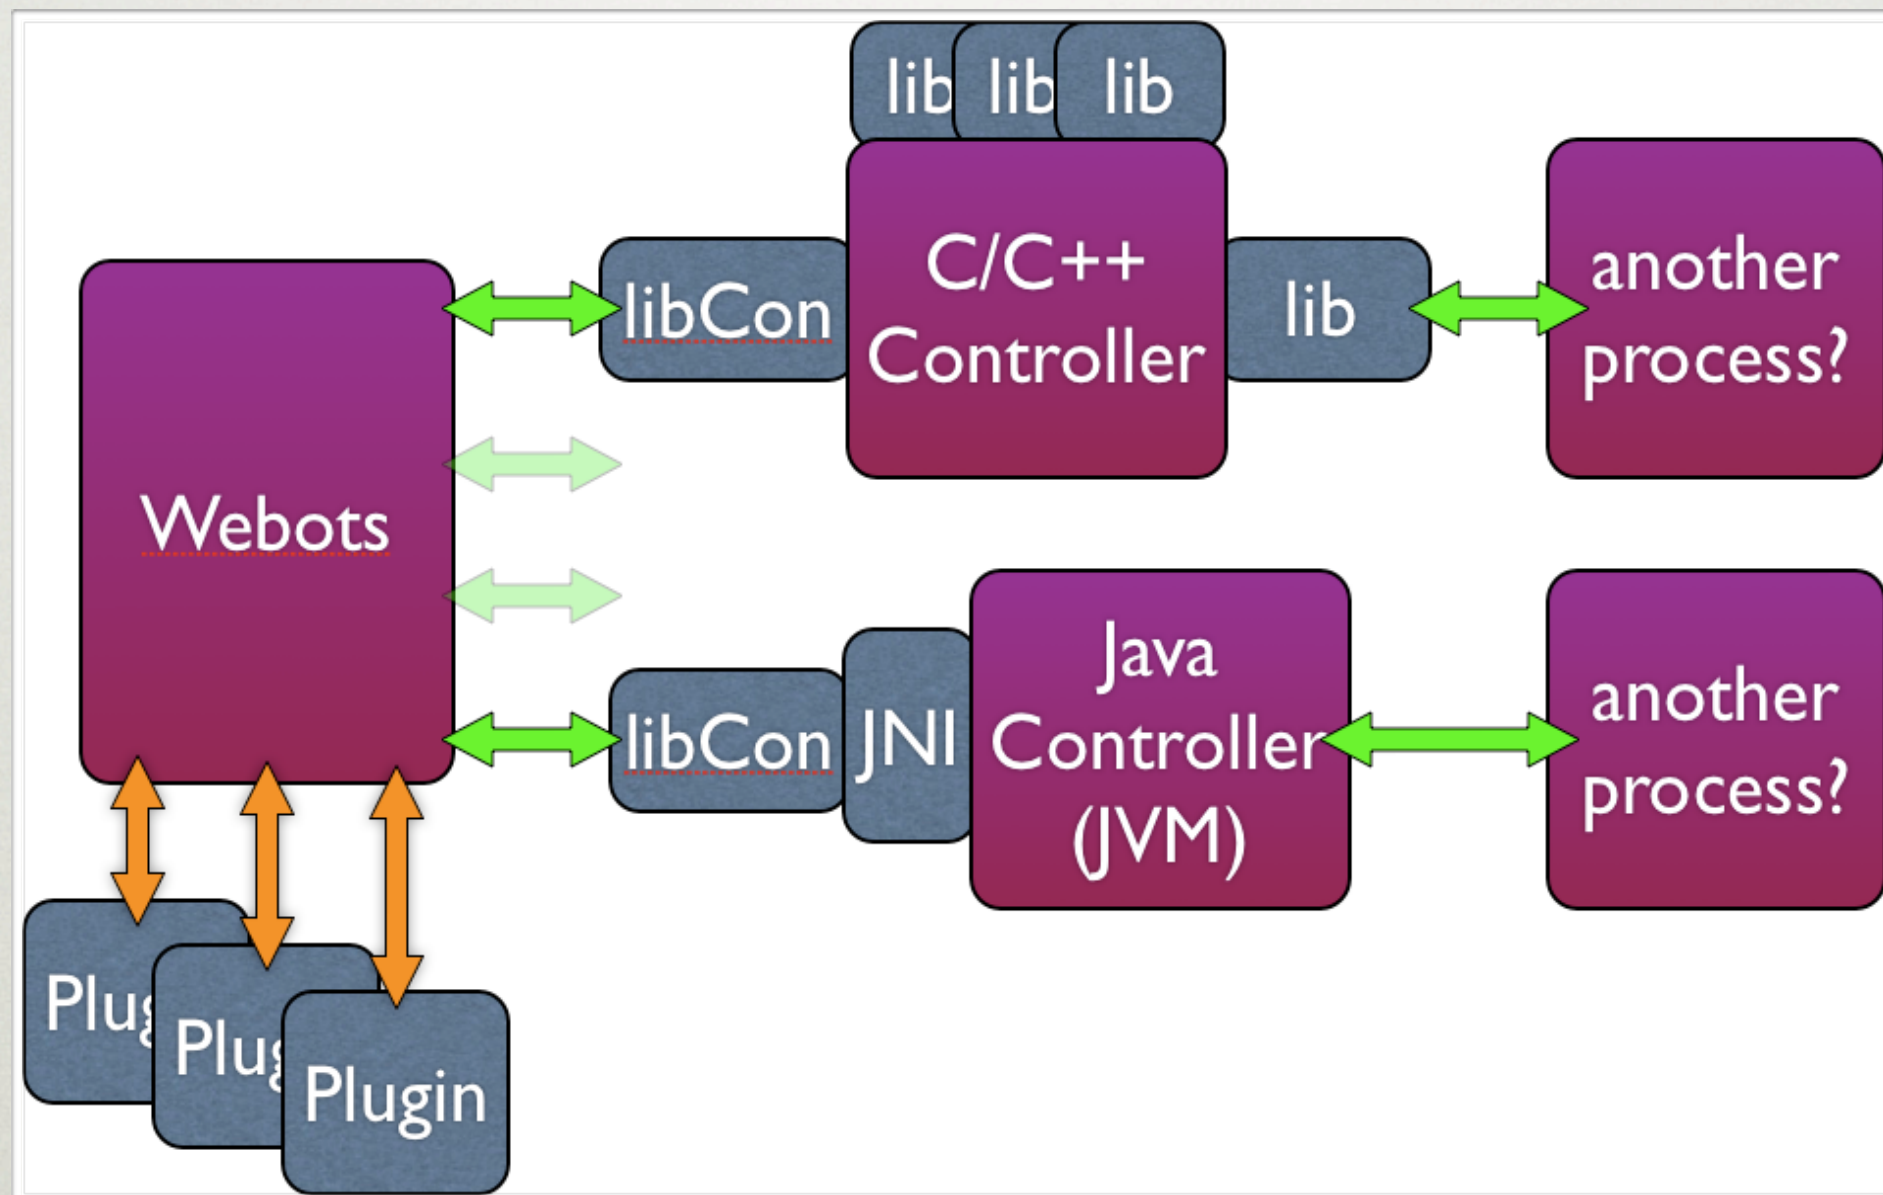 lib lib lib
C/C++
Controller
libCon
lib
another
process?
Webots
Java
Controller
(JVM)
libCon
JNI
another
process?
Plug
Plug
Plugin